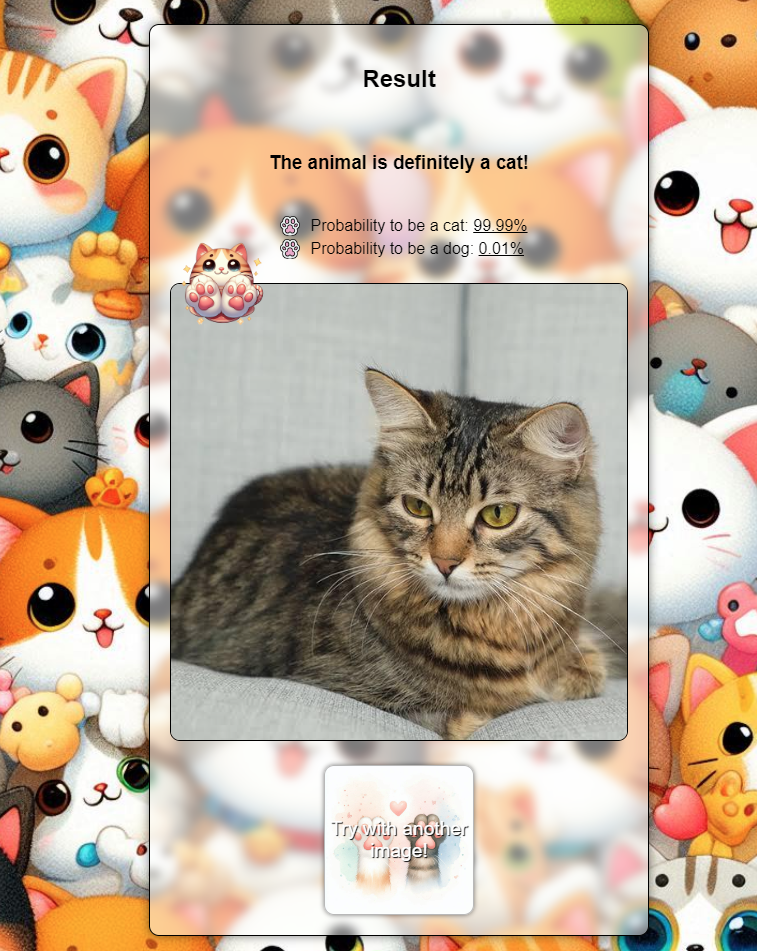 Result
The animal is definitely a cat!
Probability to be a cat: 99.99%
Probability to be a dog: 0.01%
Try with another
image!